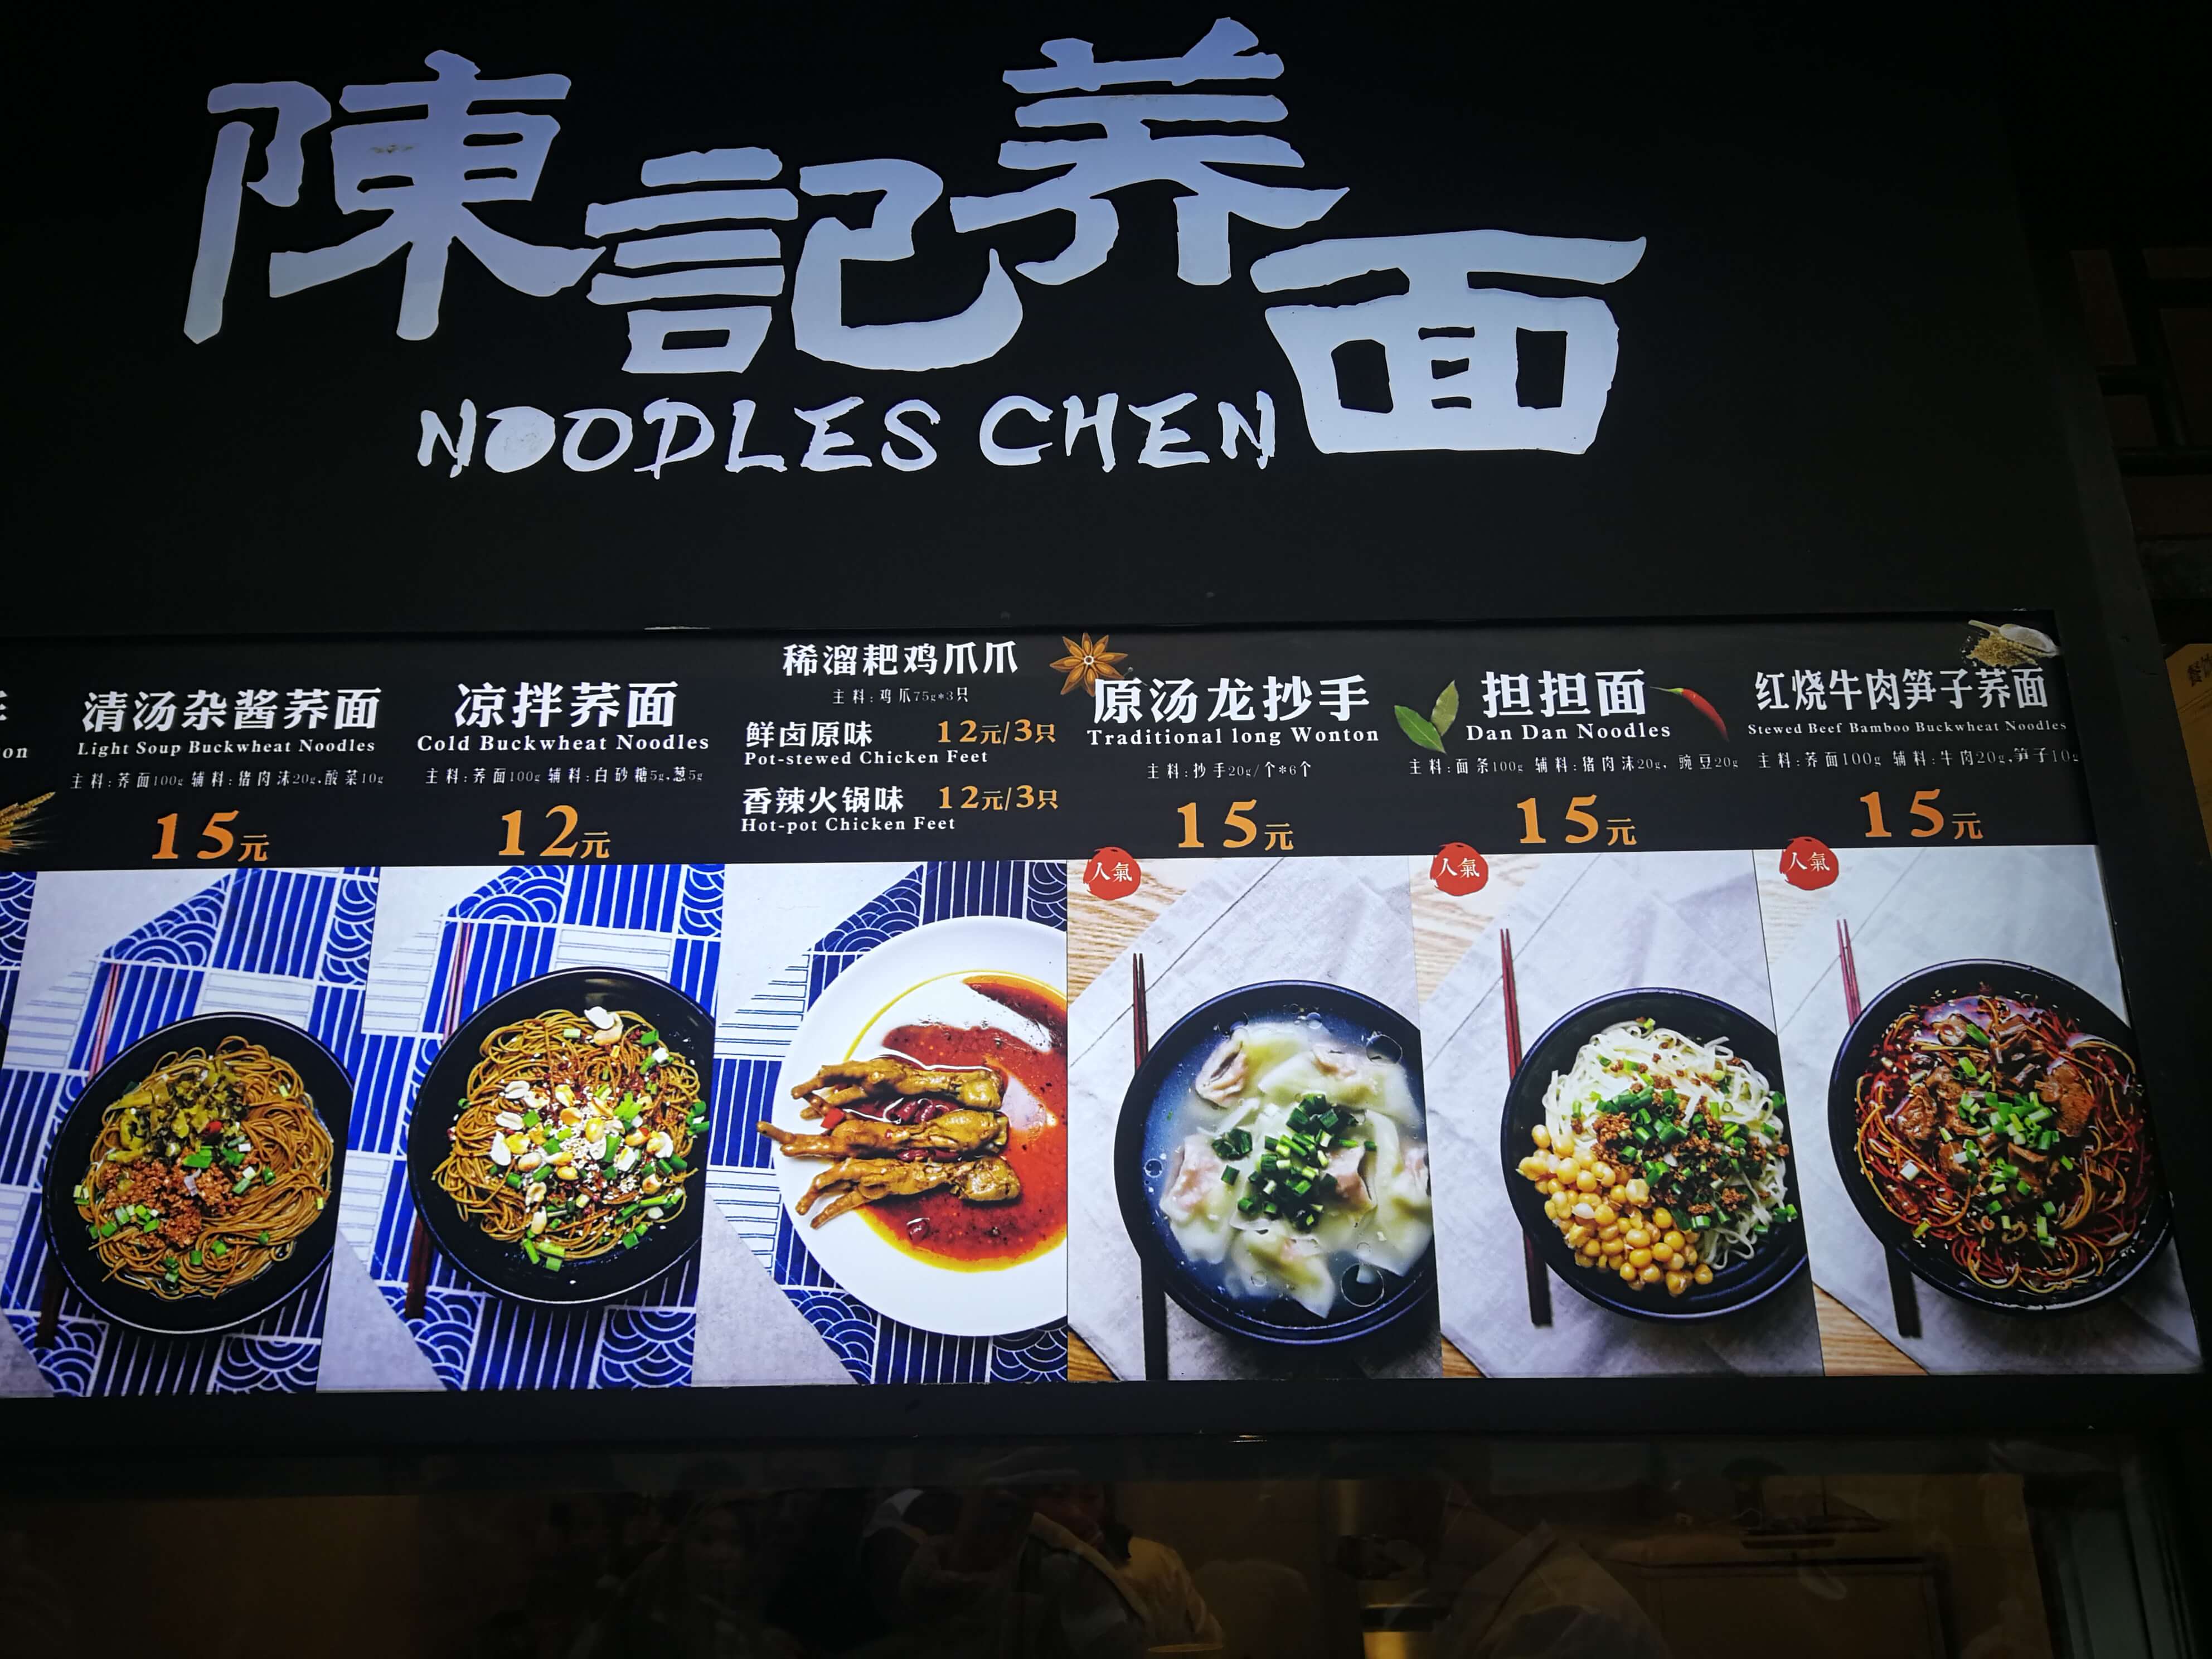 陳記荞面
NOODLES CHEN
on
清汤杂酱荞面
Light Soup Buckwheat Noodles
主料:荞面100g 辅料:猪肉沫20g,酸菜10g
15元
凉拌荞面
Cold Buckwheat Noodles
主料:荞面100g 辅料:白砂糖5g,葱5g
12元
稀溜耙鸡爪爪
主料:鸡爪75g*3只
鲜卤原味 12元/3只
Pot-stewed Chicken Feet
香辣火锅味 12元/3只
Hot-pot Chicken Feet
原汤龙抄手
Traditional long Wonton
主料:抄手20g/个*6个
15元
人氣
担担面
Dan Dan Noodles
主料:面条100g 辅料:猪肉沫20g, 豌豆20g
15元
人氣
红烧牛肉笋子荞面
Stewed Beef Bamboo Buckwheat Noodles
主料:荞面100g 辅料:牛肉20g,笋子10g
15元
人氣